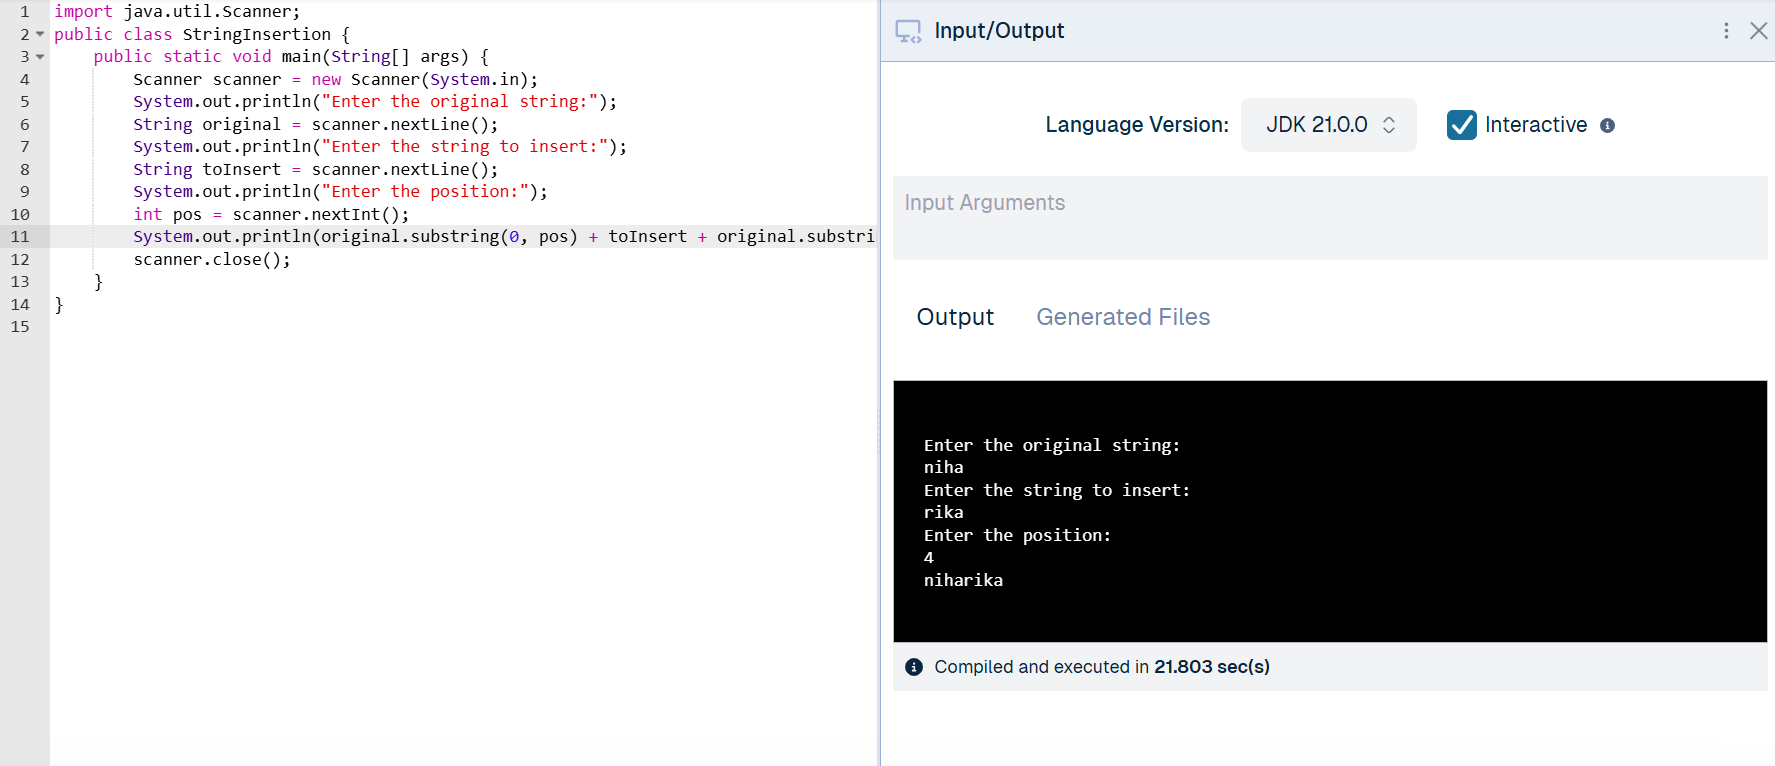 1 import java.util.Scanner;
2 public class StringInsertion {
3     public static void main(String[] args) {
4         Scanner scanner = new Scanner(System.in);
5         System.out.println("Enter the original string:");
6         String original = scanner.nextLine();
7         System.out.println("Enter the string to insert:");
8         String toInsert = scanner.nextLine();
9         System.out.println("Enter the position:");
10         int pos = scanner.nextInt();
11         System.out.println(original.substring(0, pos) + toInsert + original.substri
12         scanner.close();
13     }
14 }
15
Input/Output
Language Version: JDK 21.0.0 Interactive
Input Arguments
Output Generated Files
Enter the original string:
niha
Enter the string to insert:
rika
Enter the position:
4
niharika
Compiled and executed in 21.803 sec(s)